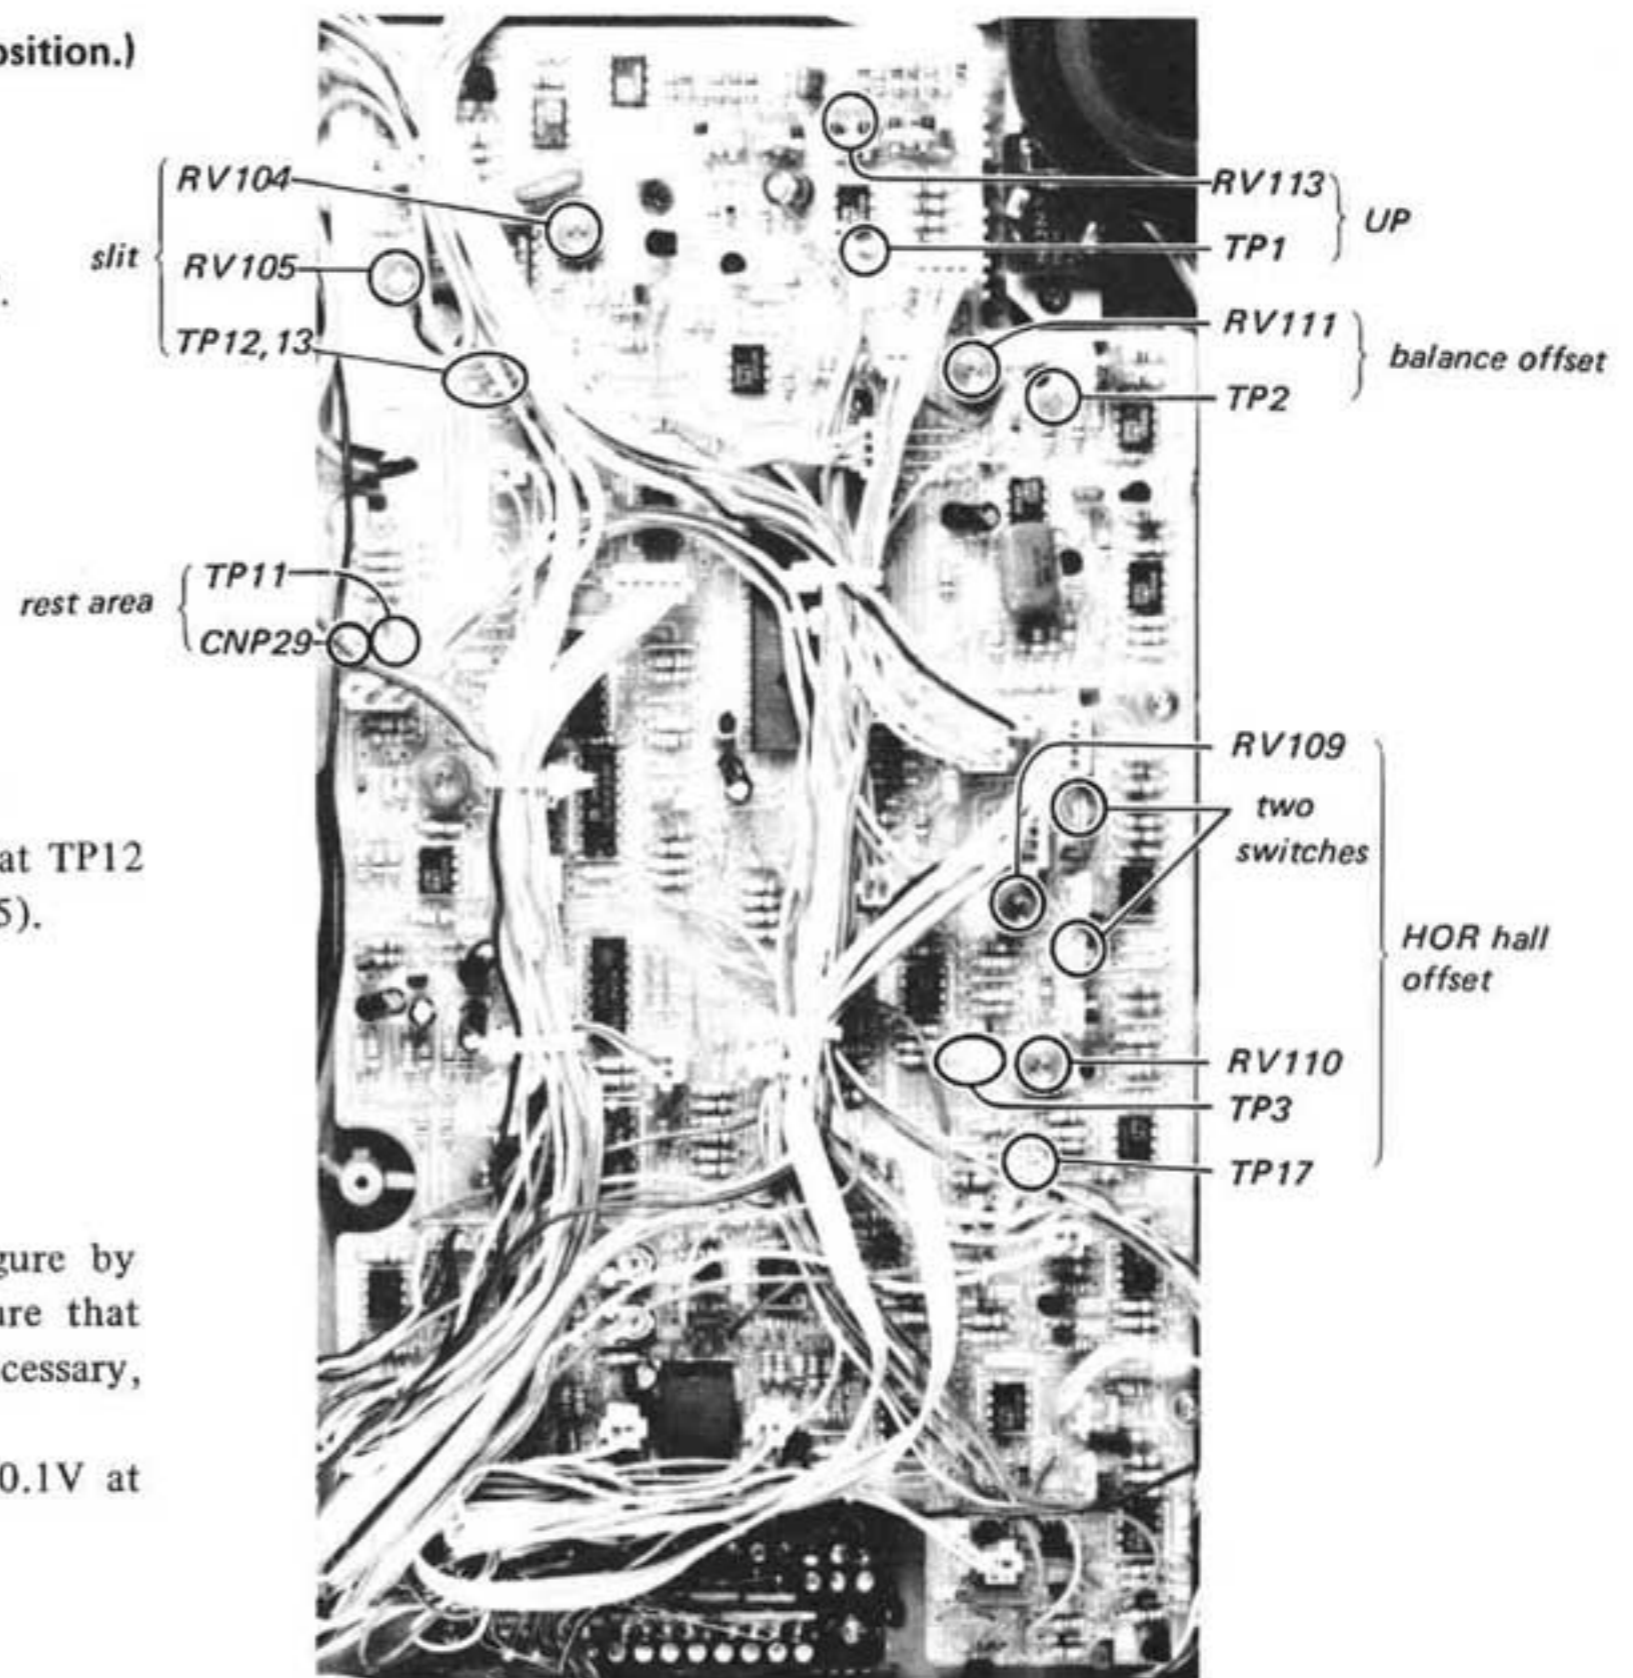 osition.)
.
at TP12
5).
gure by
ure that
cessary,
0.1V at
slit
RV104
RV105
TP12,13
rest area
TP11
CNP29
RV113
TP1
UP
RV111
TP2
balance offset
RV109
two
switches
RV110
TP3
TP17
HOR hall
offset